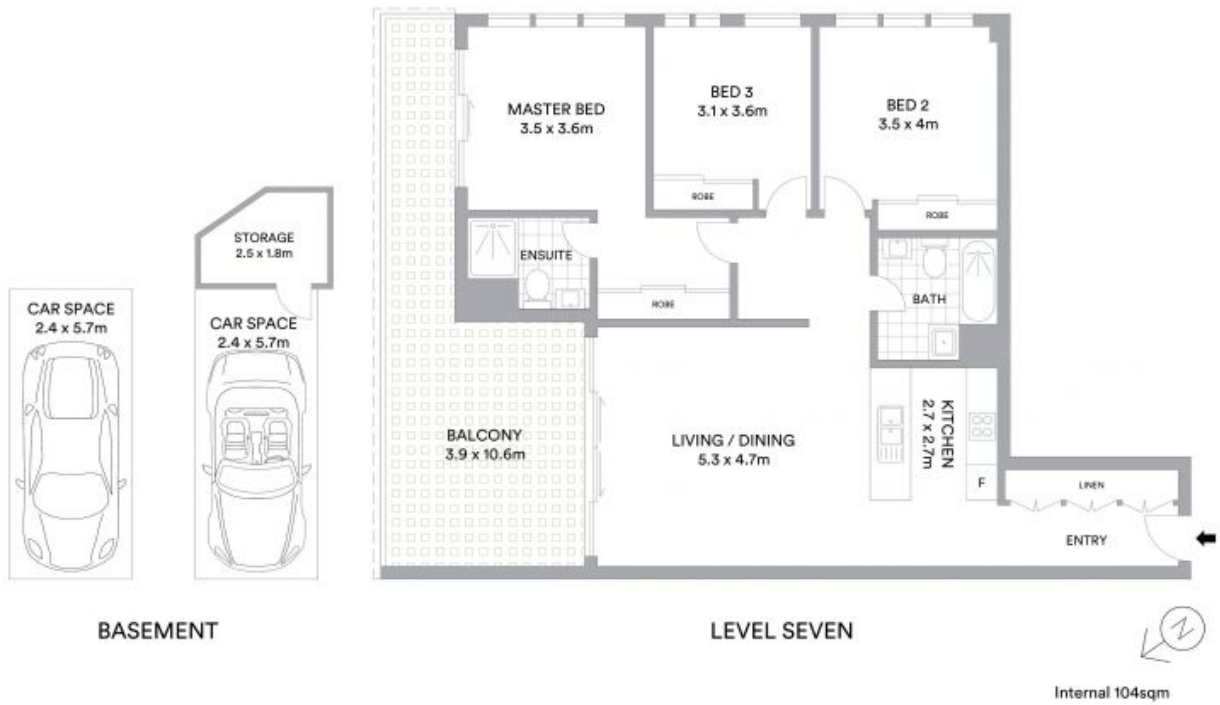 MASTER BED
3.5 x 3.6m
BED 3
3.1 x 3.6m
BED 2
3.5 x 4m
ROBE
ROBE
STORAGE
2.5 x 1.8m
ENSUITE
ROBE
BATH
CAR SPACE
2.4 x 5.7m
CAR SPACE
2.4 x 5.7m
BALCONY
3.9 x 10.6m
LIVING / DINING
5.3 x 4.7m
KITCHEN
2.7 x 2.7m
F
LINEN
ENTRY
BASEMENT
LEVEL SEVEN
N
Internal 104sqm